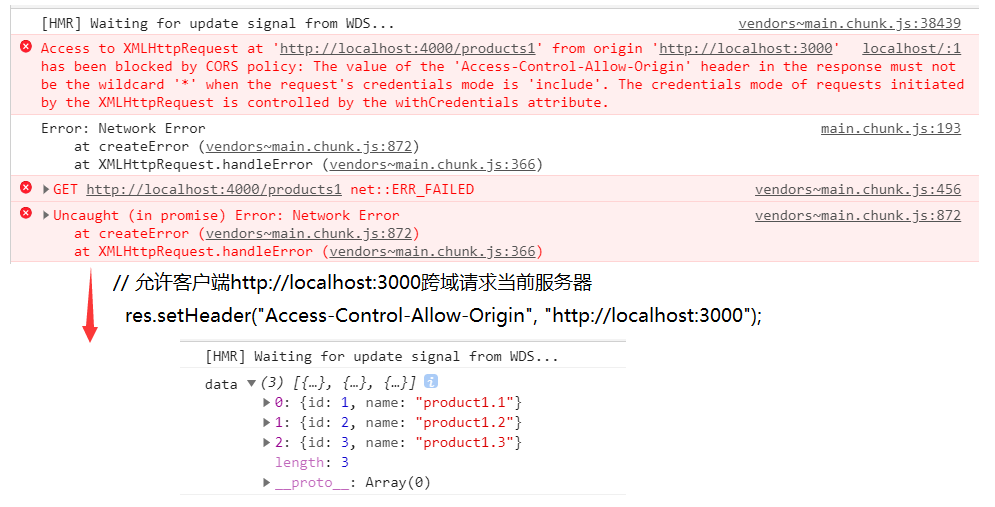 [HMR] Waiting for update signal from WDS... vendors~main.chunk.js:38439
Access to XMLHttpRequest at 'http://localhost:4000/products1' from origin 'http://localhost:3000' localhost/:1
has been blocked by CORS policy: The value of the 'Access-Control-Allow-Origin' header in the response must not
be the wildcard '*' when the request's credentials mode is 'include'. The credentials mode of requests initiated
by the XMLHttpRequest is controlled by the withCredentials attribute.
Error: Network Error main.chunk.js:193
at createError (vendors~main.chunk.js:872)
at XMLHttpRequest.handleError (vendors~main.chunk.js:366)
GET http://localhost:4000/products1 net::ERR_FAILED vendors~main.chunk.js:456
Uncaught (in promise) Error: Network Error vendors~main.chunk.js:872
at createError (vendors~main.chunk.js:872)
at XMLHttpRequest.handleError (vendors~main.chunk.js:366)
// 允许客户端http://localhost:3000跨域请求当前服务器
res.setHeader("Access-Control-Allow-Origin", "http://localhost:3000");
[HMR] Waiting for update signal from WDS...
data ▼(3) [{…}, {…}, {…}] i
▶0: {id: 1, name: "product1.1"}
▶1: {id: 2, name: "product1.2"}
▶2: {id: 3, name: "product1.3"}
length: 3
▶__proto__: Array(0)